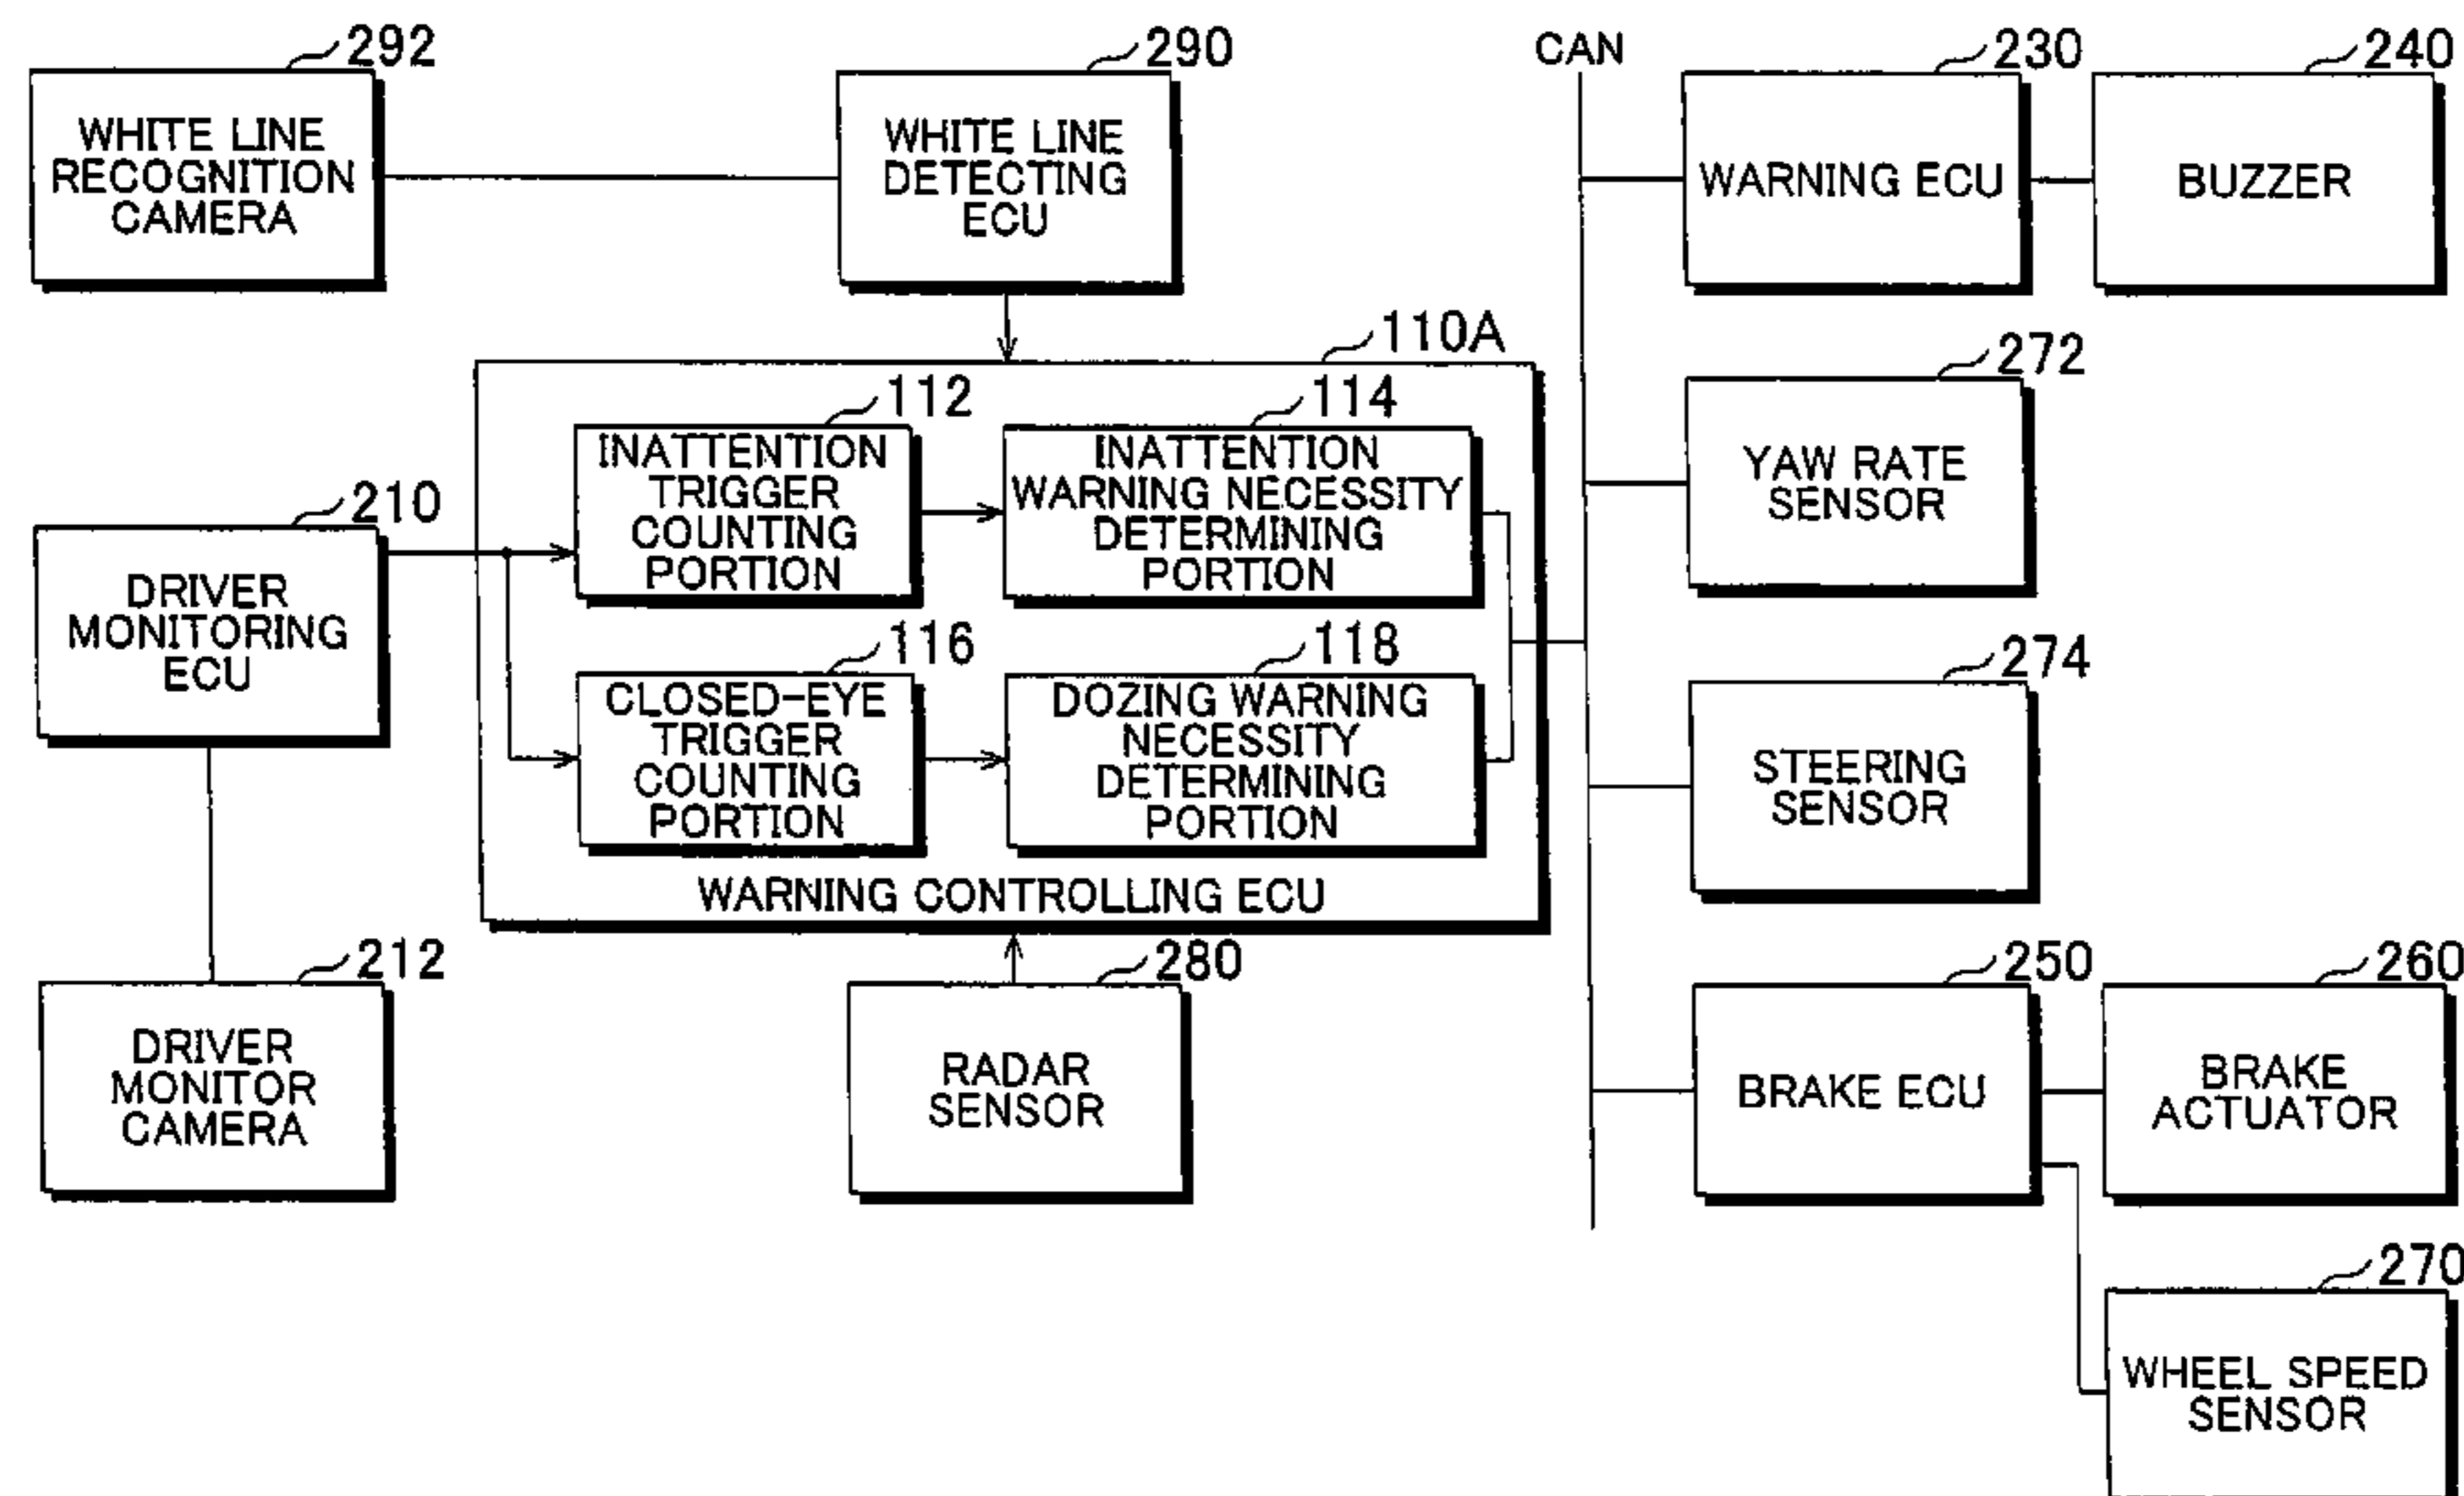 292
WHITE LINE
RECOGNITION
CAMERA
290
WHITE LINE
DETECTING
ECU
CAN
230
WARNING ECU
240
BUZZER
110A
112
INATTENTION
TRIGGER
COUNTING
PORTION
114
INATTENTION
WARNING NECESSITY
DETERMINING
PORTION
272
YAW RATE
SENSOR
210
DRIVER
MONITORING
ECU
116
CLOSED-EYE
TRIGGER
COUNTING
PORTION
118
DOZING WARNING
NECESSITY
DETERMINING
PORTION
WARNING CONTROLLING ECU
274
STEERING
SENSOR
212
DRIVER
MONITOR
CAMERA
280
RADAR
SENSOR
250
BRAKE ECU
260
BRAKE
ACTUATOR
270
WHEEL SPEED
SENSOR